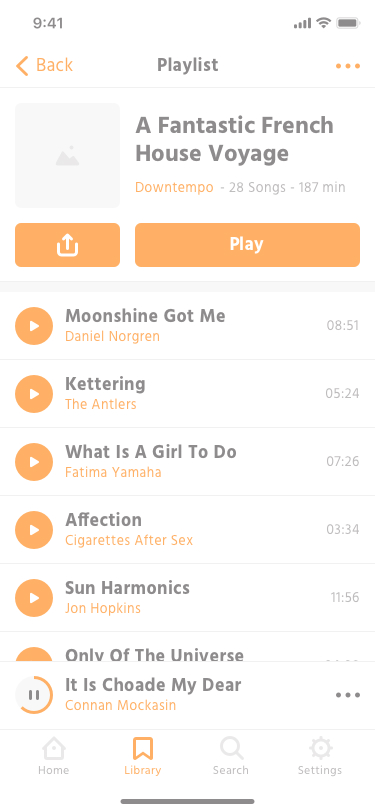 9:41
Back
Playlist
A Fantastic French
House Voyage
Downtempo - 28 Songs - 187 min
Play
Moonshine Got Me
Daniel Norgren
08:51
Kettering
The Antlers
05:24
What Is A Girl To Do
Fatima Yamaha
07:26
Affection
Cigarettes After Sex
03:34
Sun Harmonics
Jon Hopkins
11:56
Only Of The Universe
It Is Choade My Dear
Connan Mockasin
Home
Library
Search
Settings